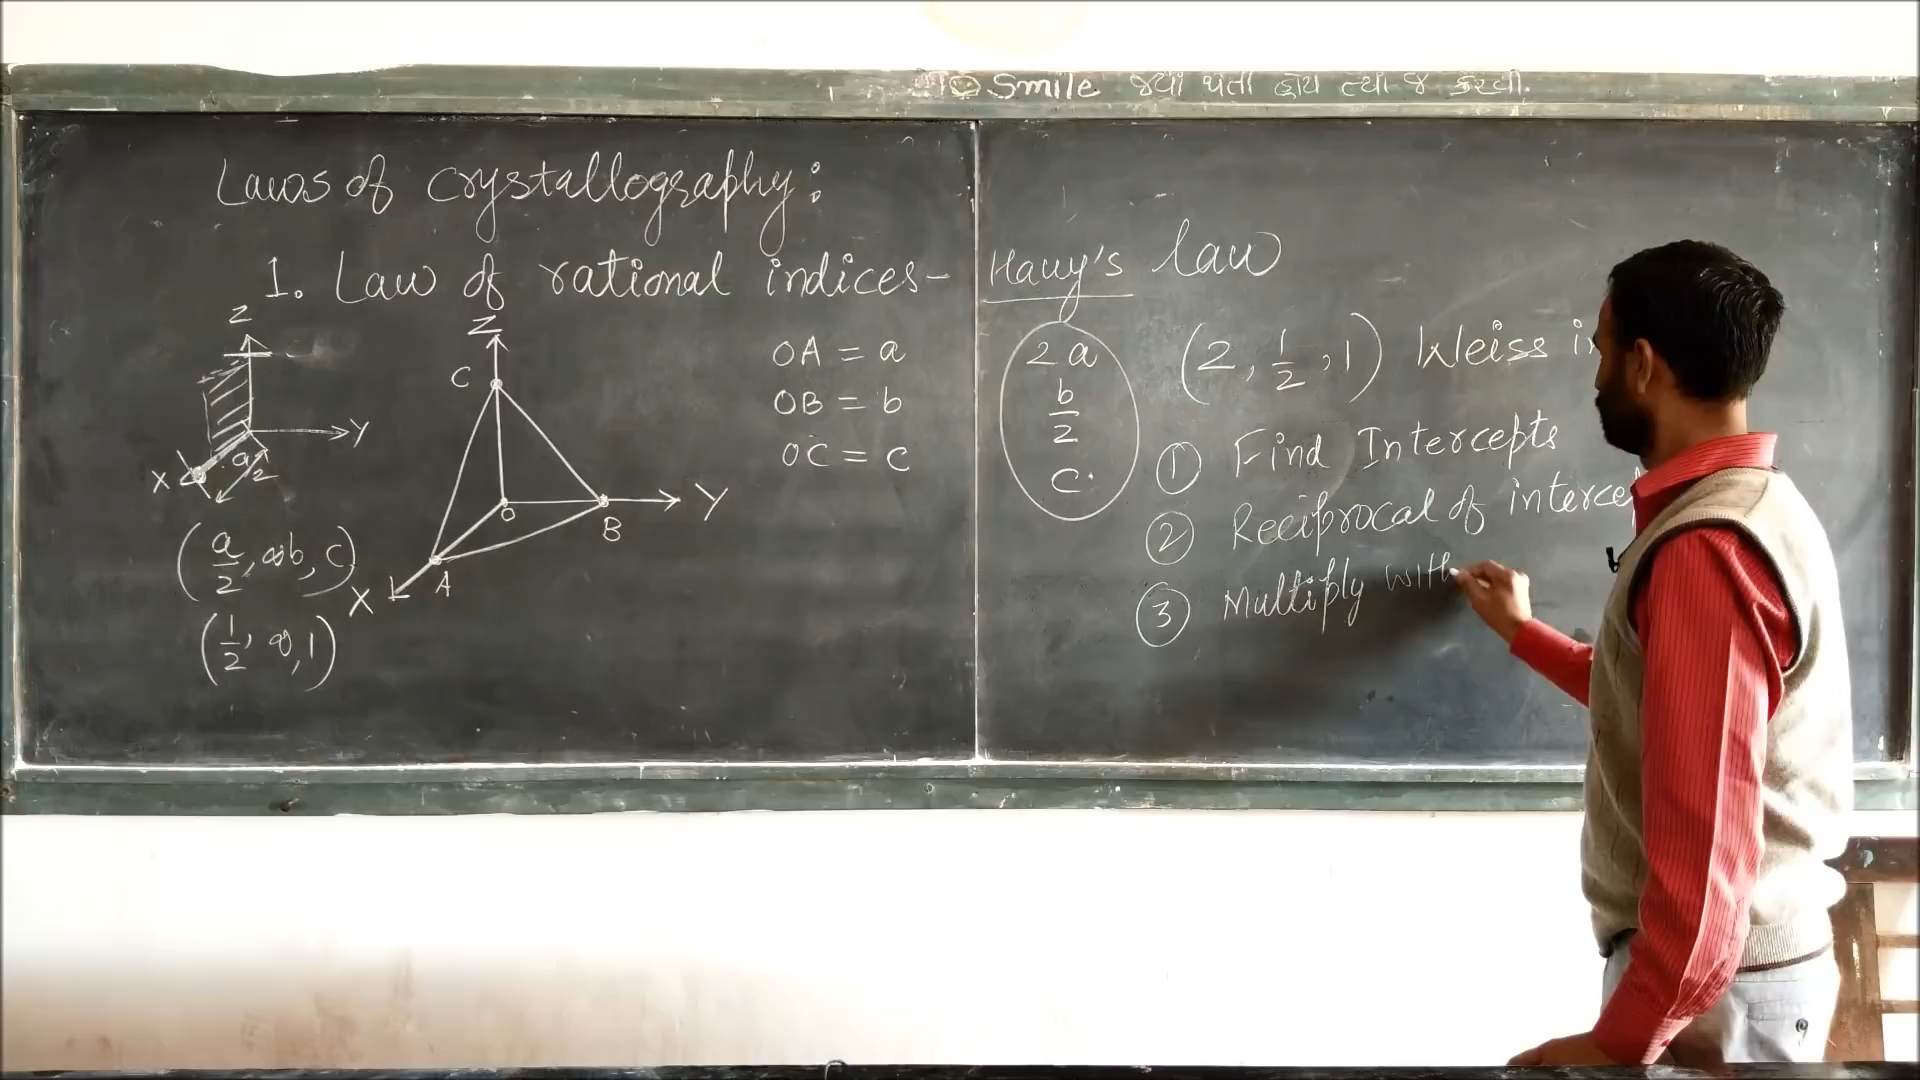 Smile જ્યાં થતા હોય ત્યાં જ કરવી.
Laws of crystallography:
1. Law of rational indices- Hauy's law
Z
Y
X
a
2
(a/2, ∞b, c)
(1/2, ∞, 1)
Z
C
O
B
Y
A
X
OA = a
OB = b
OC = c
2a
b/2
c.
(2, 1/2, 1) Weiss
① Find Intercepts
② Reciprocal of
③ Multiply with